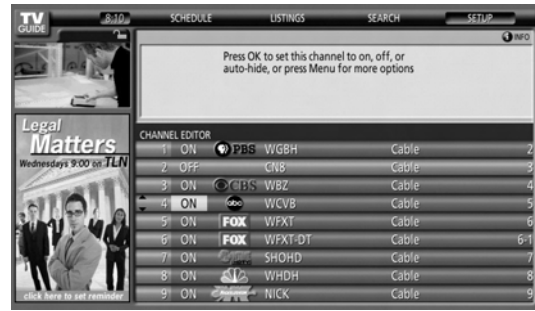 TV GUIDE
8:10
SCHEDULE LISTINGS SEARCH SETUP
i INFO
Press OK to set this channel to on, off, or
auto-hide, or press Menu for more options
Legal
Matters
Wednesdays 9:00 on TLN
click here to set reminder
CHANNEL EDITOR
1 ON PBS WGBH Cable 2
2 OFF CN8 Cable 3
3 ON CBS WBZ Cable 4
4 ON abc WCVB Cable 5
5 ON FOX WFXT Cable 6
6 ON FOX WFXT-DT Cable 6-1
7 ON SHOHD Cable 7
8 ON WHDH Cable 8
9 ON NICK Cable 9